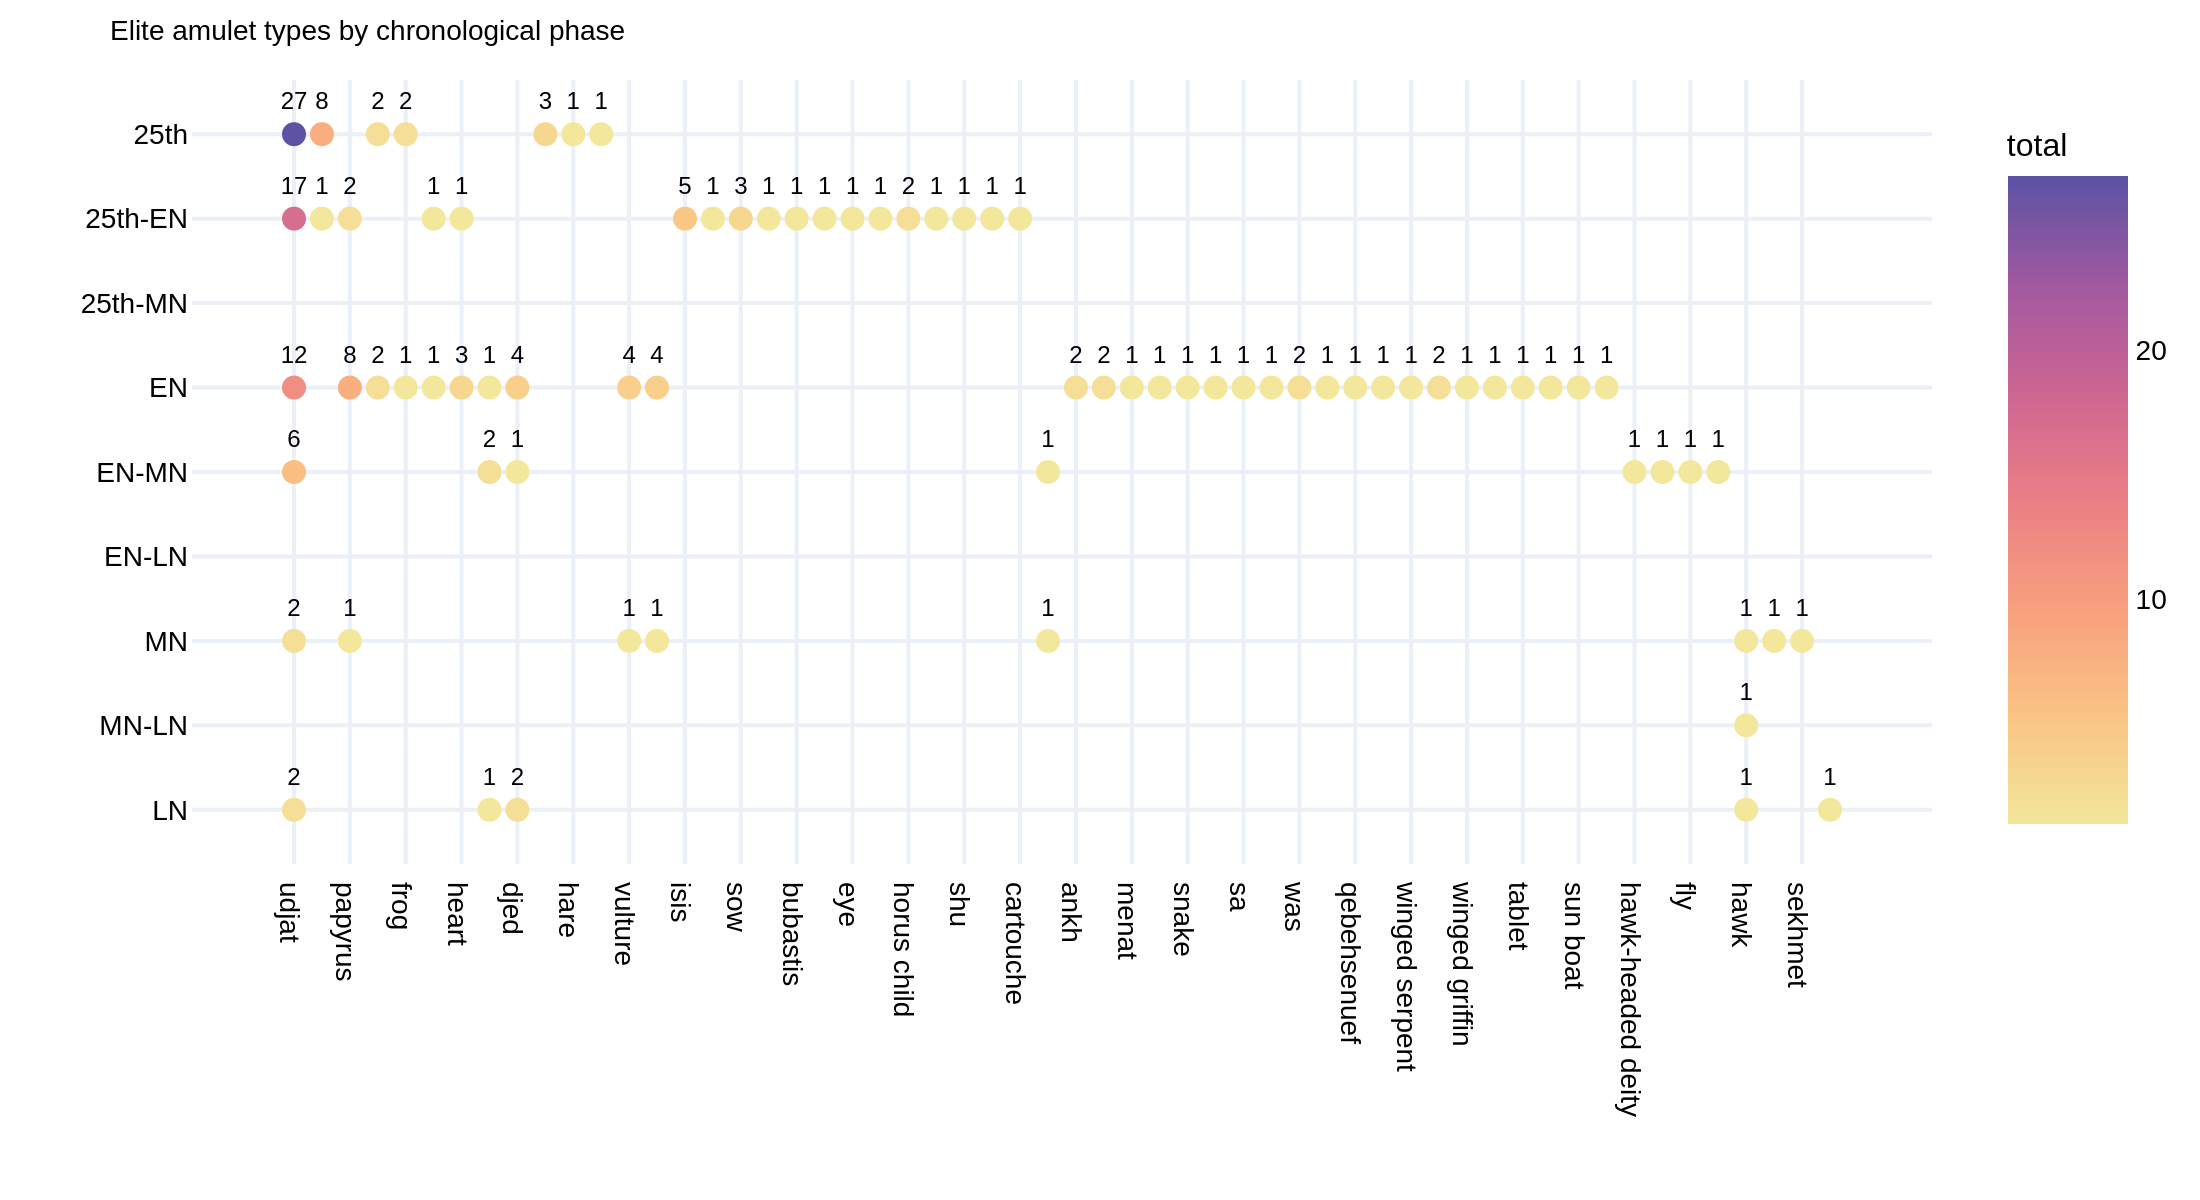 Elite amulet types by chronological phase
total
27 8 2 2 3 1 1
25th
17 1 2 1 1 5 1 3 1 1 1 1 1 2 1 1 1 1
25th-EN
20
25th-MN
12 8 2 1 1 3 1 4 4 4 2 2 1 1 1 1 1 1 2 1 1 1 1 2 1 1 1 1 1 1
EN
6 2 1 1 1 1 1 1
EN-MN
EN-LN
10
2 1 1 1 1 1 1 1
MN
1
MN-LN
2 1 2 1 1
LN
udjat
papyrus
frog
heart
djed
hare
vulture
isis
sow
bubastis
eye
horus child
shu
cartouche
ankh
menat
snake
sa
was
qebehsenuef
winged serpent
winged griffin
tablet
sun boat
hawk-headed deity
fly
hawk
sekhmet